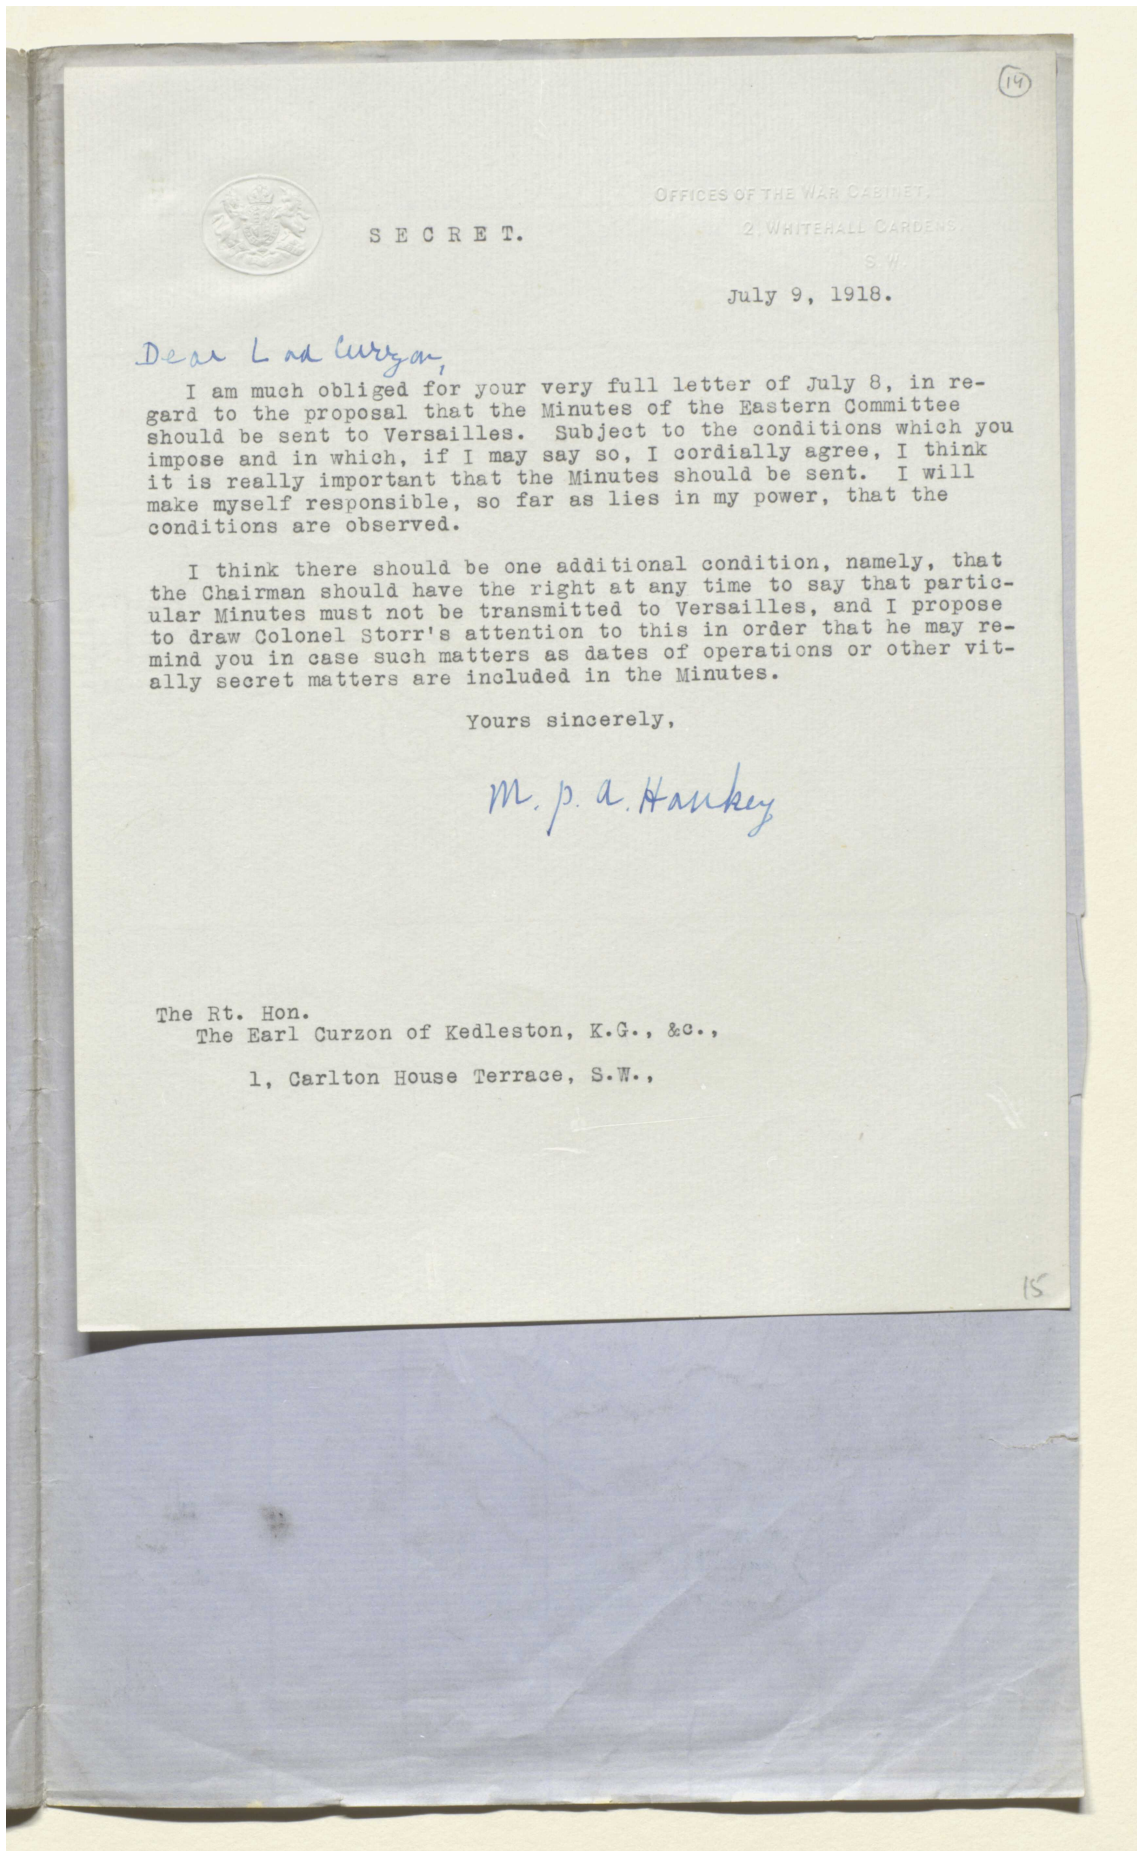 14
OFFICES OF THE WAR CABINET,
2, WHITEHALL GARDENS,
S.W.
S E C R E T.
July 9, 1918.
Dear Lord Curzon,
I am much obliged for your very full letter of July 8, in re-
gard to the proposal that the Minutes of the Eastern Committee
should be sent to Versailles. Subject to the conditions which you
impose and in which, if I may say so, I cordially agree, I think
it is really important that the Minutes should be sent. I will
make myself responsible, so far as lies in my power, that the
conditions are observed.
I think there should be one additional condition, namely, that
the Chairman should have the right at any time to say that partic-
ular Minutes must not be transmitted to Versailles, and I propose
to draw Colonel Storr's attention to this in order that he may re-
mind you in case such matters as dates of operations or other vit-
ally secret matters are included in the Minutes.
Yours sincerely,
M. P. A. Hankey
The Rt. Hon.
The Earl Curzon of Kedleston, K.G., &c.,
1, Carlton House Terrace, S.W.,
15